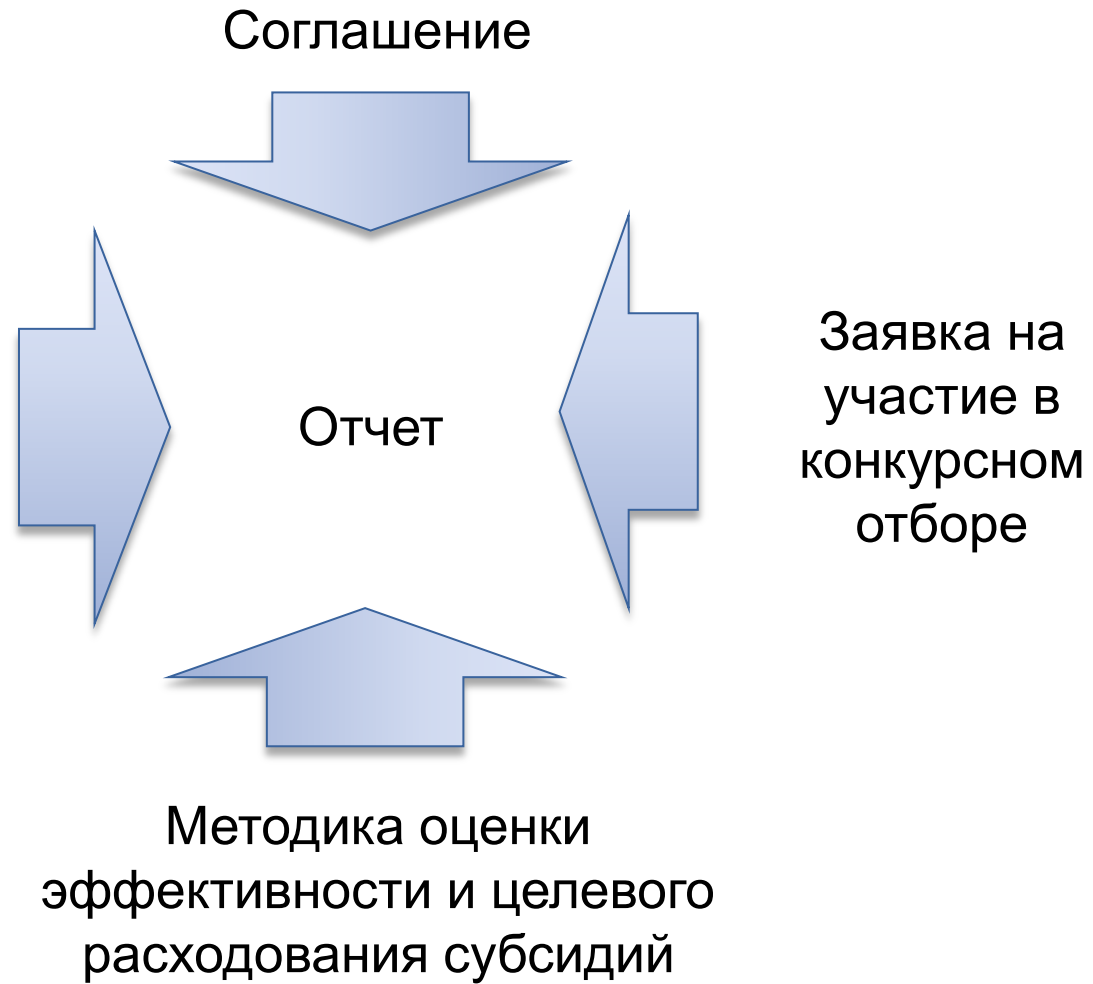 Соглашение
Отчет
Заявка на
участие в
конкурсном
отборе
Методика оценки
эффективности и целевого
расходования субсидий